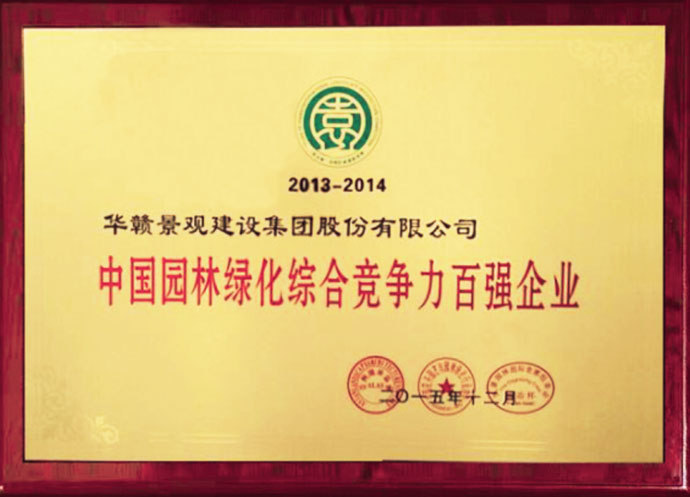 2013-2014
华赣景观建设集团股份有限公司
中国园林绿化综合竞争力百强企业
二〇一五年十二月